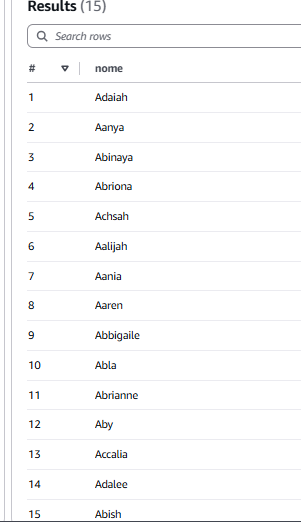 Results (15)
Search rows
# nome
1 Adaiah
2 Aanya
3 Abinaya
4 Abriona
5 Achsah
6 Aalijah
7 Aania
8 Aaren
9 Abbigaile
10 Abla
11 Abrianne
12 Aby
13 Accalia
14 Adalee
15 Abish